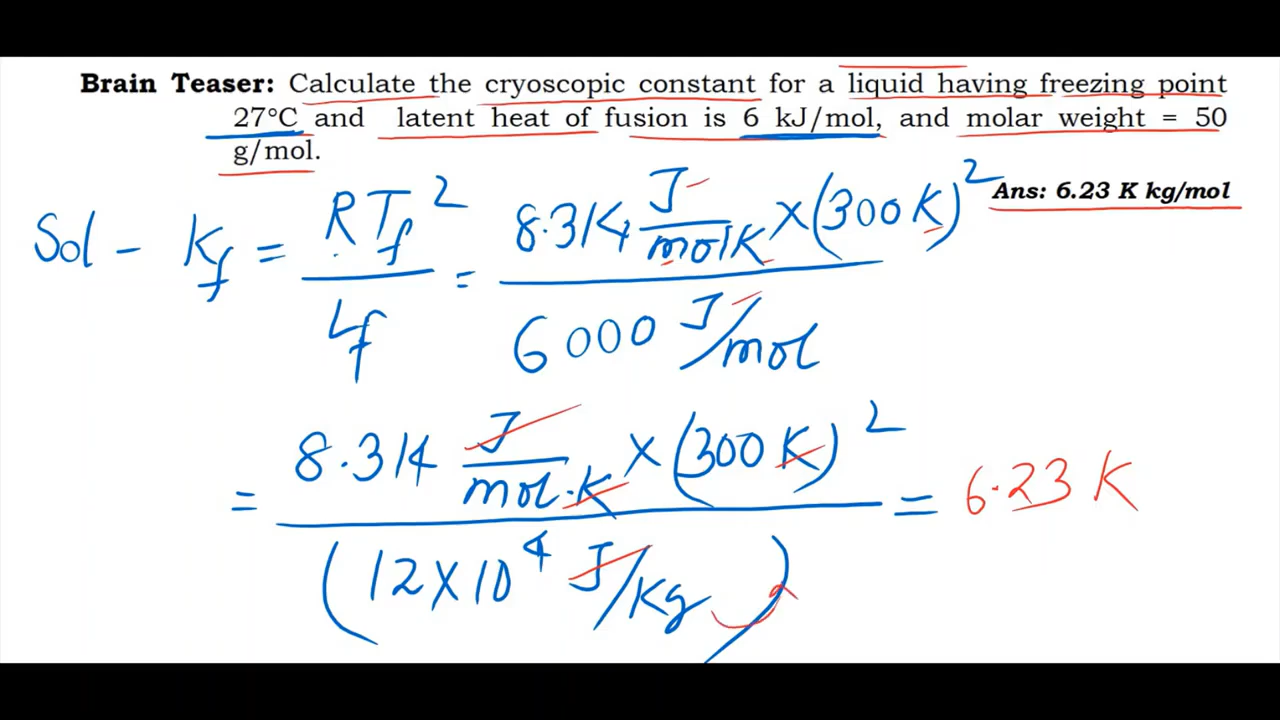 Brain Teaser: Calculate the cryoscopic constant for a liquid having freezing point
27°C and latent heat of fusion is 6 kJ/mol, and molar weight = 50
g/mol.
Ans: 6.23 K kg/mol
Sol - Kf = RTf² / Lf = 8.314 J/mol K × (300 K)² / 6000 J/mol
= 8.314 J/mol.K × (300 K)² / (12 × 10⁴ J/Kg) = 6.23 K